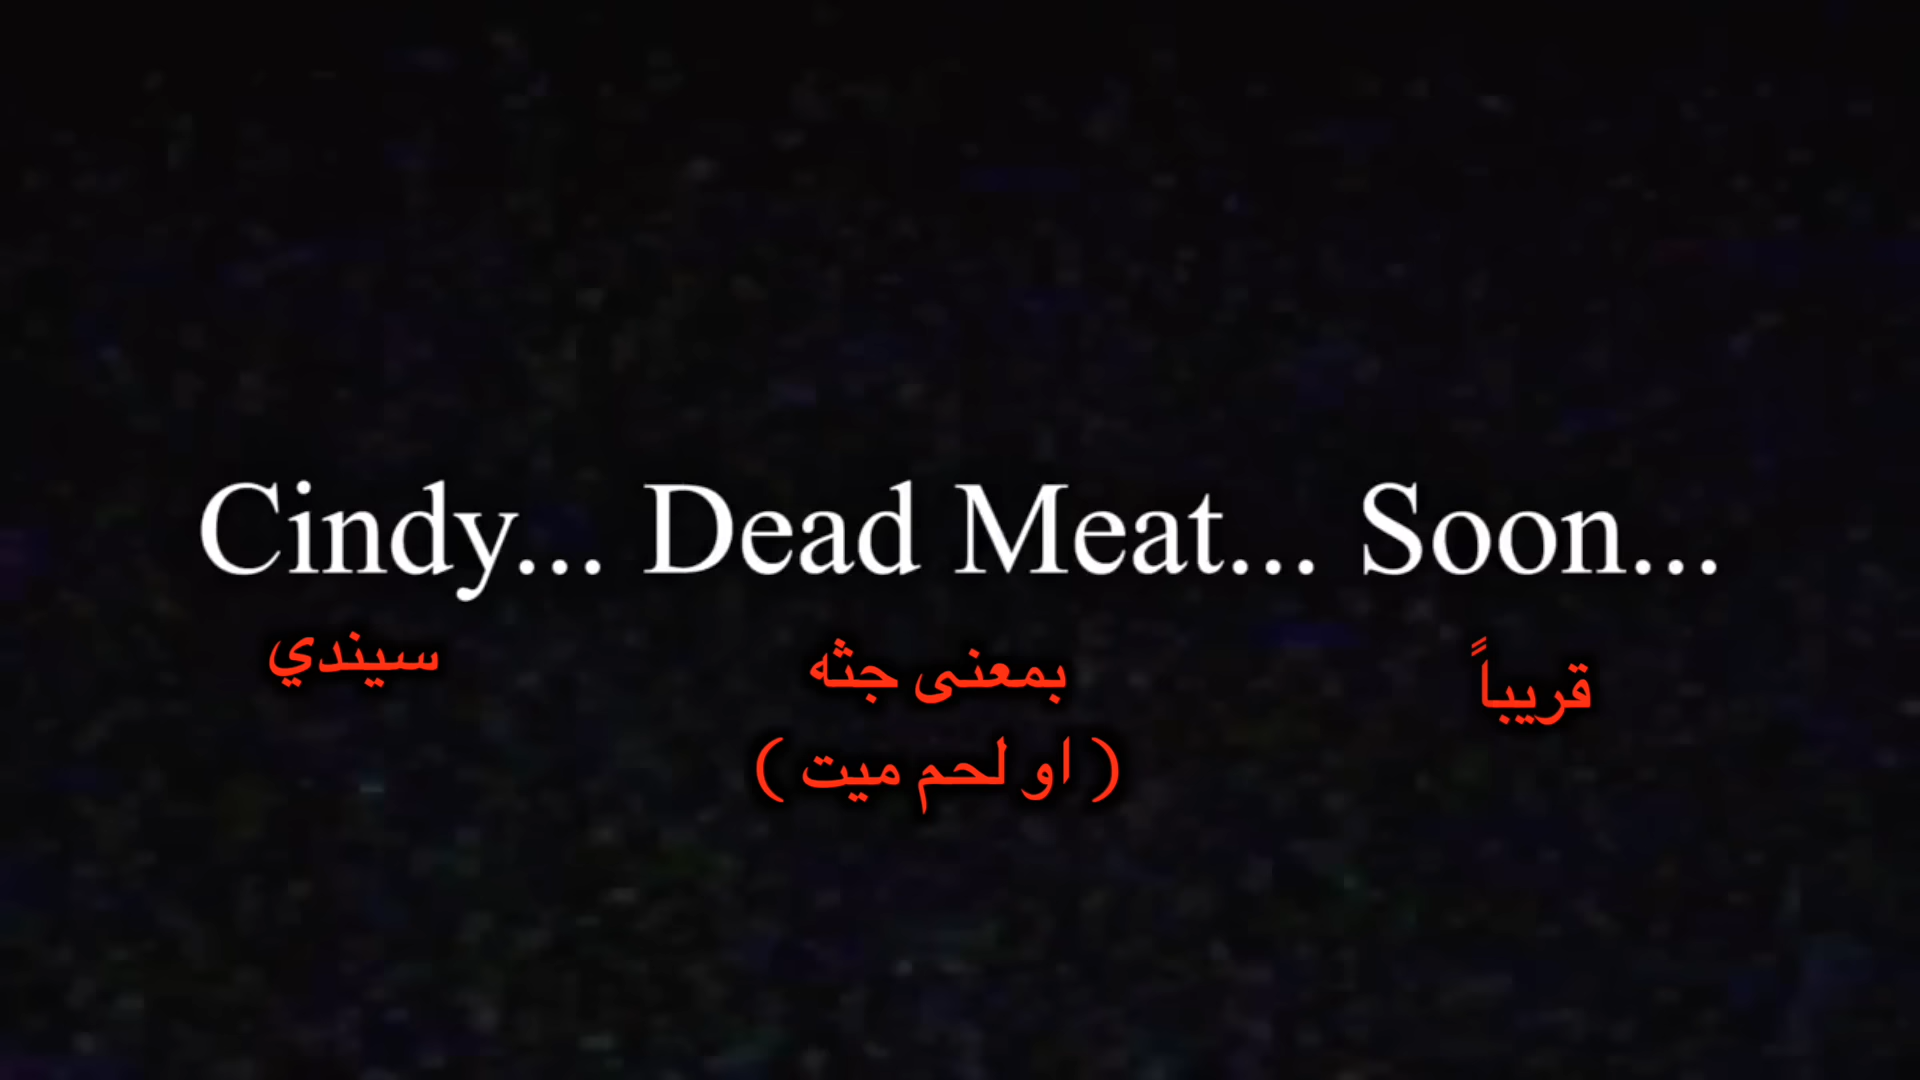 Cindy... Dead Meat... Soon...
سيندي
بمعنى جثه
( او لحم ميت )
قريباً